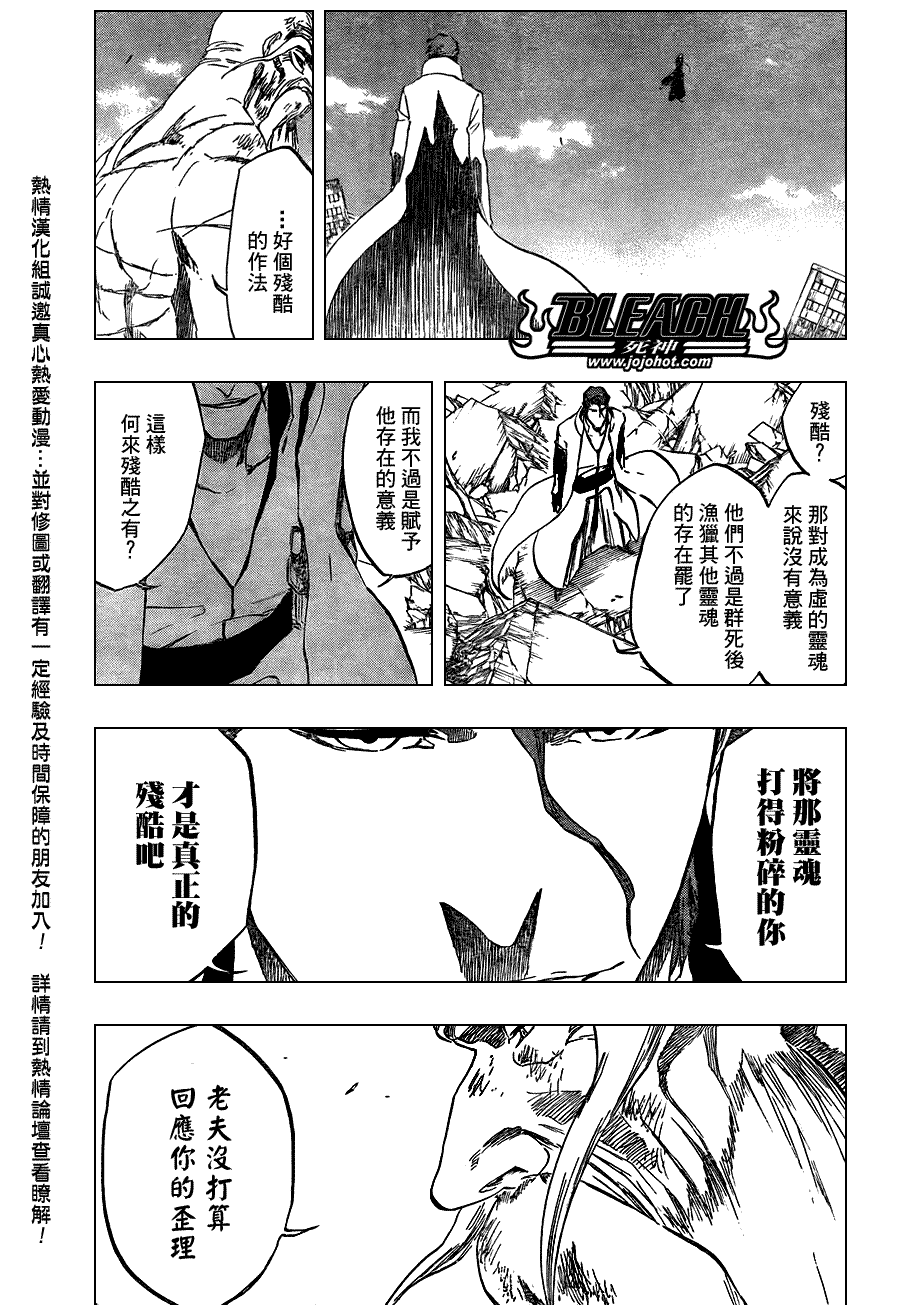 …好個殘酷
的作法
BLEACH
死神
www.jojohot.com
殘酷？
那對成為虛的靈魂
來說沒有意義
他們不過是群死後
漁獵其他靈魂
的存在罷了
而我不過是賦予
他存在的意義
這樣
何來殘酷之有？
將那靈魂
打得粉碎的你
才是真正的
殘酷吧
老夫沒打算
回應你的歪理
熱情漢化組誠邀真心熱愛動漫…並對修圖或翻譯有一定經驗及時間保障的朋友加入！ 詳情請到熱情論壇查看瞭解！